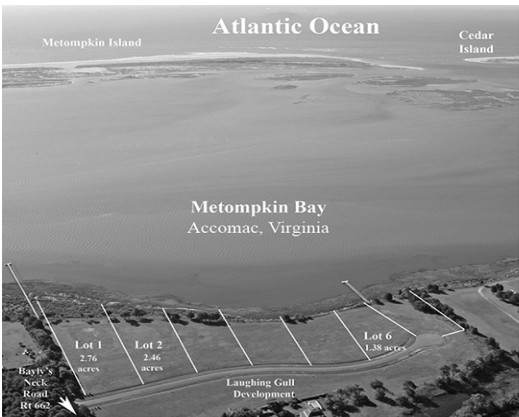 Atlantic Ocean
Metompkin Island
Cedar
Island
Metompkin Bay
Accomac, Virginia
Lot 1
2.76
acres
Lot 2
2.46
acres
Lot 6
1.38 acres
Bayly's
Neck
Road
Rt 662
Laughing Gull
Development